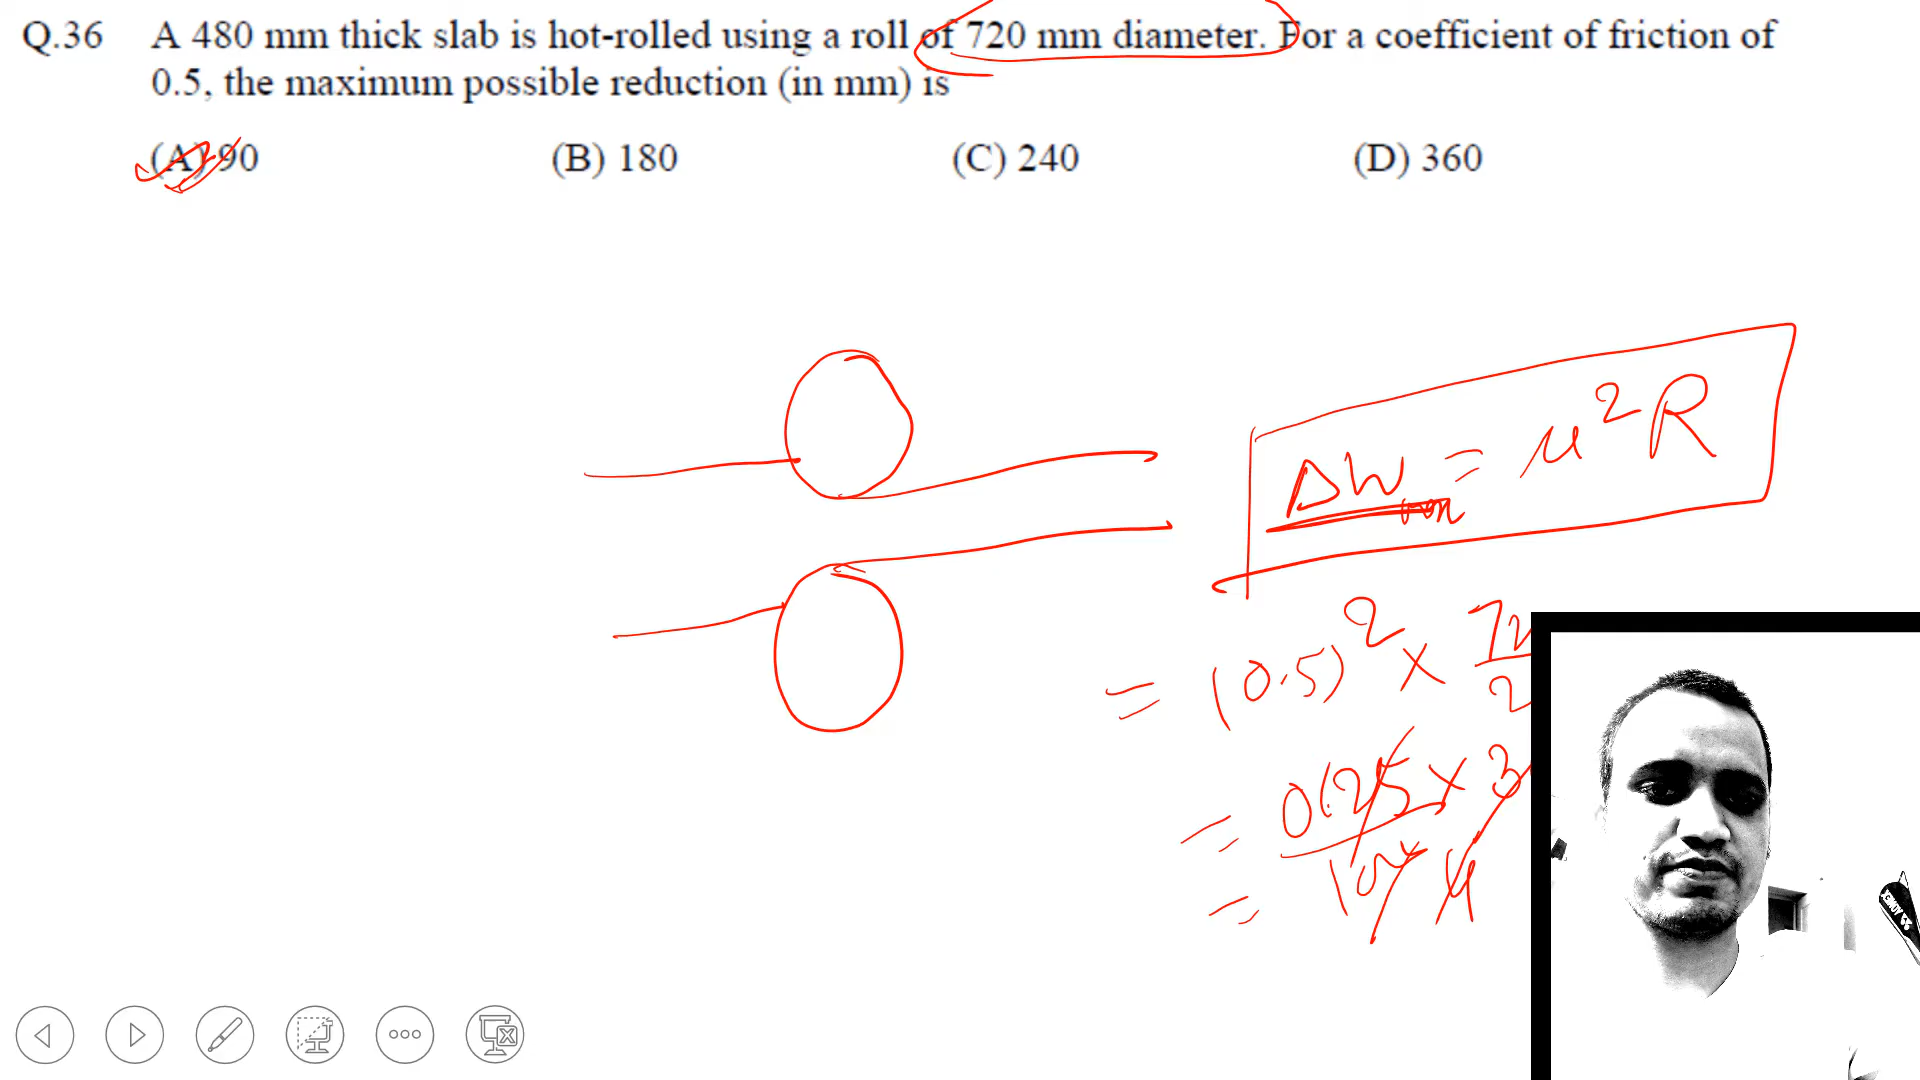 Q.36 A 480 mm thick slab is hot-rolled using a roll of 720 mm diameter. For a coefficient of friction of
0.5, the maximum possible reduction (in mm) is
(A) 90 (B) 180 (C) 240 (D) 360
= μ²R
= (0.5)² × 72/2
= 0.25 × 3
=